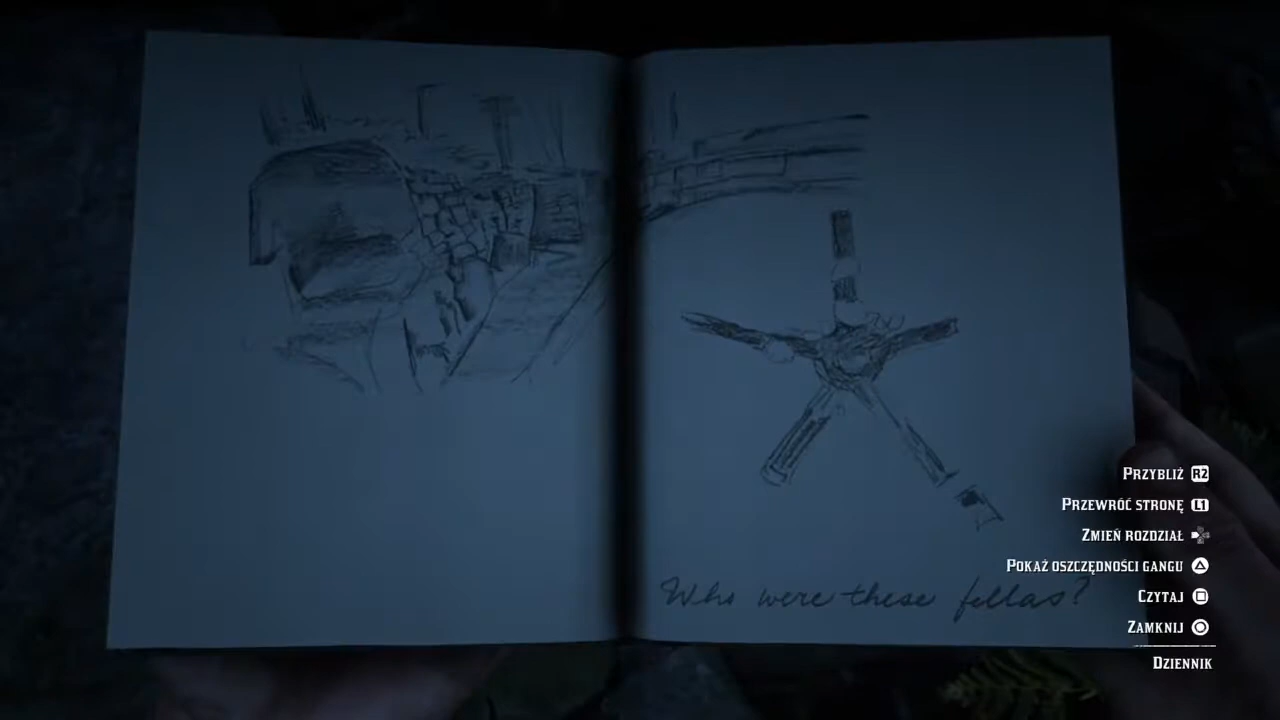 Who were these fellas?
PRZYBLIŻ R2
PRZEWRÓĆ STRONĘ L1
ZMIEŃ ROZDZIAŁ
POKAŻ OSZCZĘDNOŚCI GANGU
CZYTAJ
ZAMKNIJ
DZIENNIK